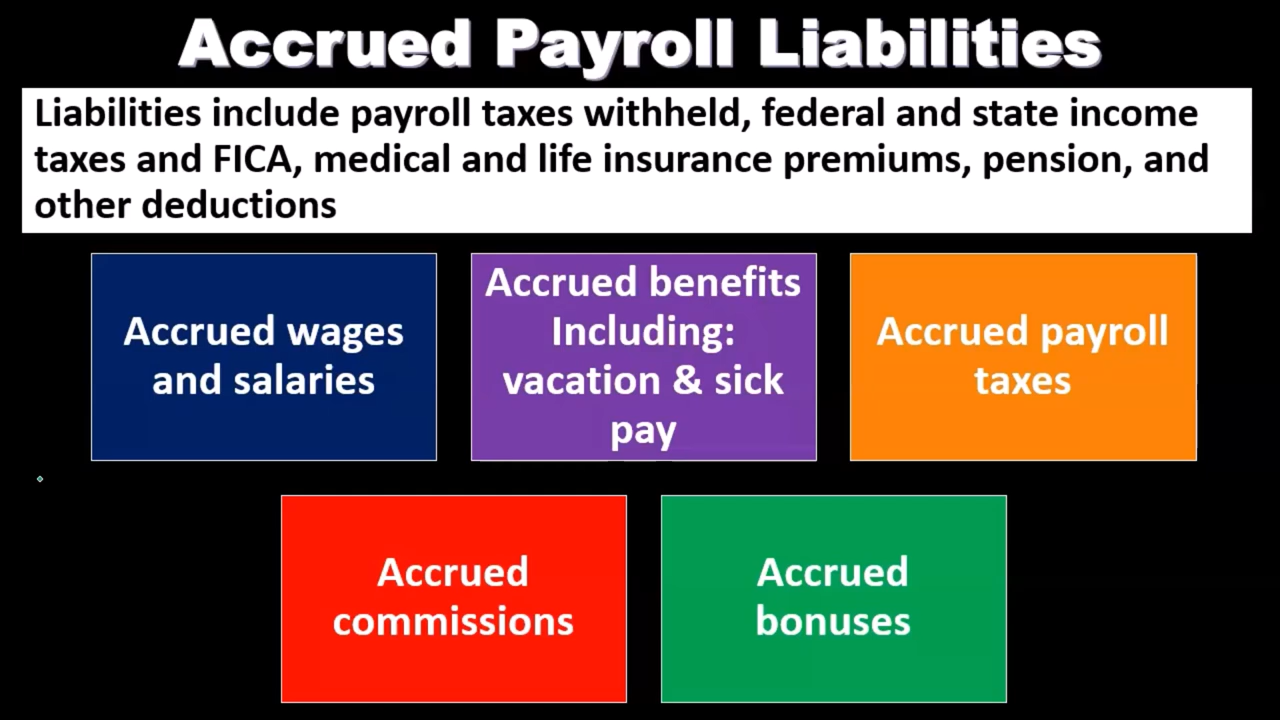 Accrued Payroll Liabilities
Liabilities include payroll taxes withheld, federal and state income
taxes and FICA, medical and life insurance premiums, pension, and
other deductions
Accrued wages
and salaries
Accrued benefits
Including:
vacation & sick
pay
Accrued payroll
taxes
Accrued
commissions
Accrued
bonuses